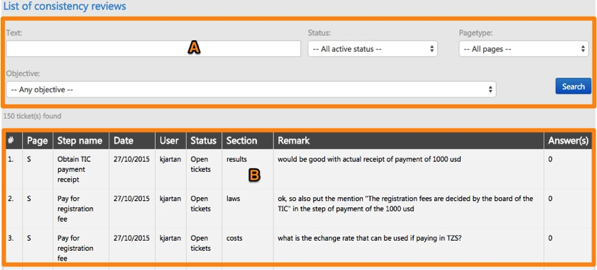 List of consistency reviews
Text: Status: Pagetype:
A
-- All active status -- -- All pages --
Objective:
-- Any objective -- Search
150 ticket(s) found
# Page Step name Date User Status Section Remark Answer(s)
1. S Obtain TIC 27/10/2015 kjartan Open results would be good with actual receipt of payment of 1000 usd 0
payment tickets
receipt
B
2. S Pay for 27/10/2015 kjartan Open laws ok, so also put the mention "The registration fees are decided by the board of the 0
registration tickets TIC" in the step of payment of the 1000 usd
fee
3. S Pay for 27/10/2015 kjartan Open costs what is the echange rate that can be used if paying in TZS? 0
registration tickets
fee